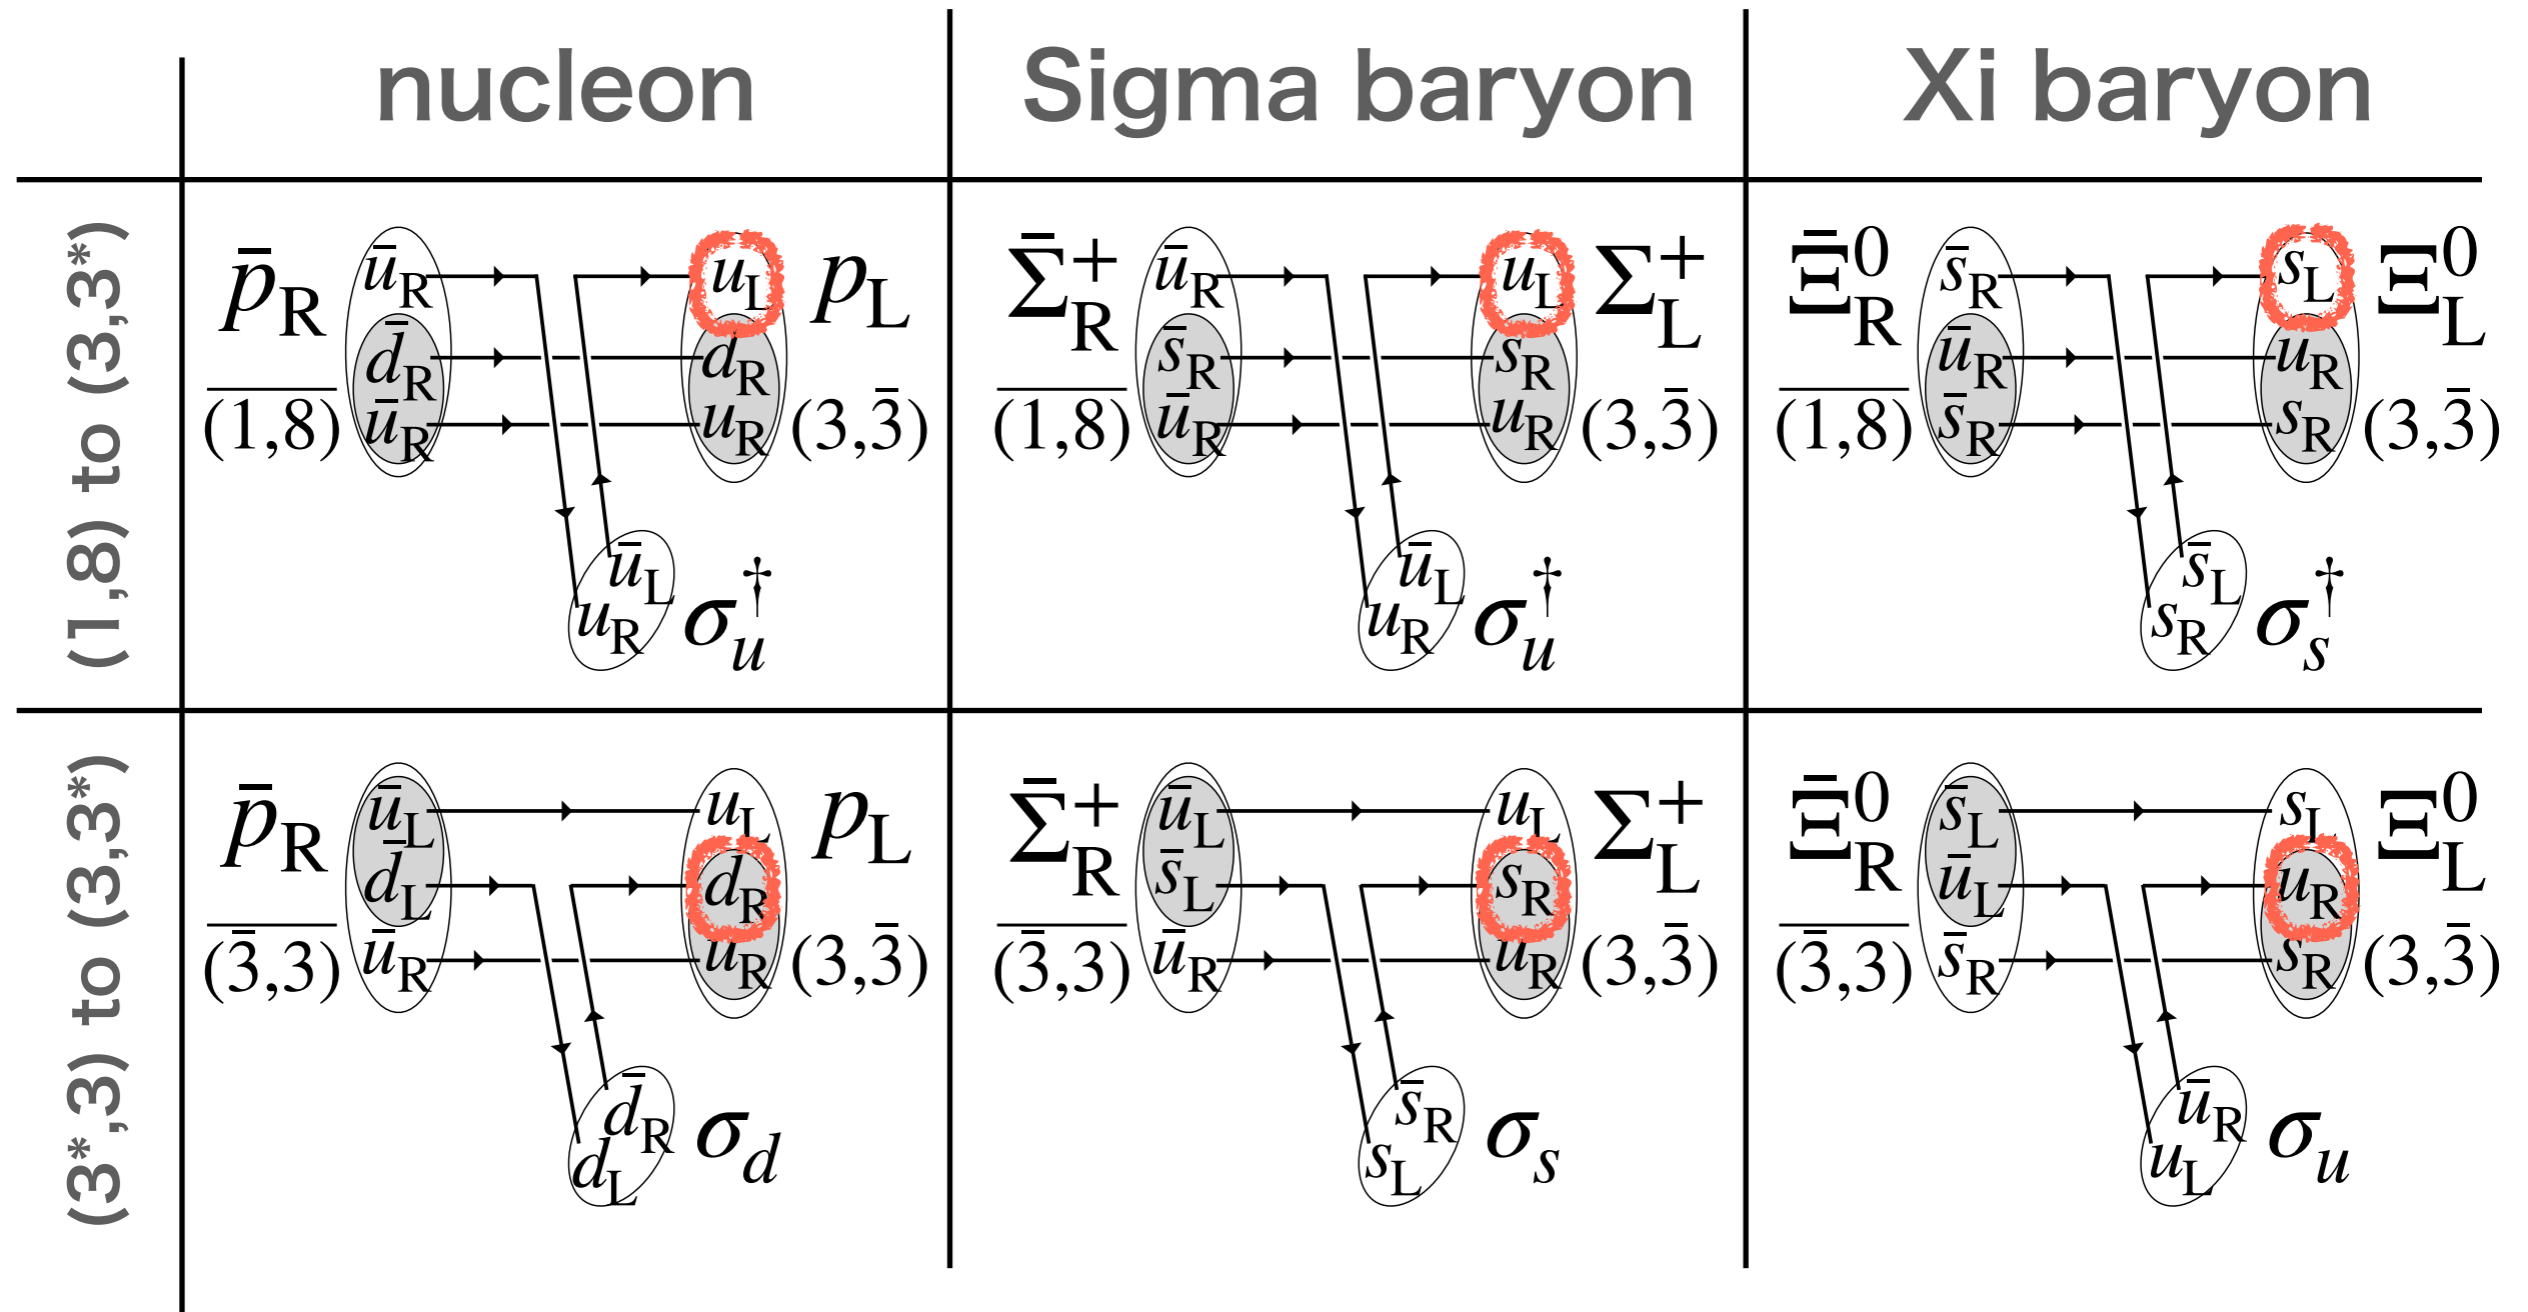 nucleon
Sigma baryon
Xi baryon
(1,8) to (3,3*)
p̄R ūR d̄R ūR uL dR uR pL
(1,8) (3,3̄)
ūL uR σu†
Σ̄+R ūR s̄R ūR uL sR uR Σ+L
(1,8) (3,3̄)
ūL uR σu†
Ξ̄0R s̄R ūR s̄R sL uR sR Ξ0L
(1,8) (3,3̄)
s̄L sR σs†
(3*,3) to (3,3*)
p̄R ūL d̄L ūR uL dR uR pL
(3̄,3) (3,3̄)
d̄R dL σd
Σ̄+R ūL s̄L ūR uL sR uR Σ+L
(3̄,3) (3,3̄)
s̄R sL σs
Ξ̄0R s̄L ūL s̄R sL uR sR Ξ0L
(3̄,3) (3,3̄)
ūR uL σu